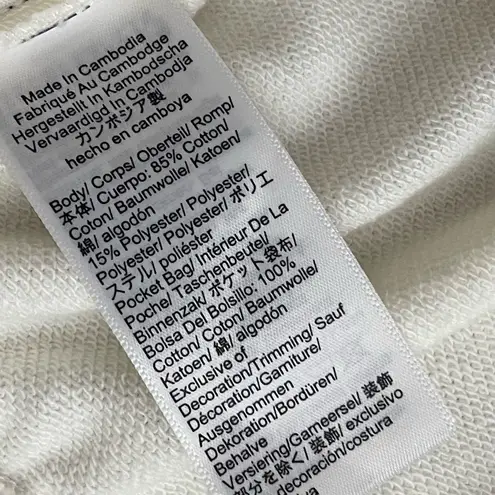 Made In Cambodia
Fabriqué Au Cambodge
Hergestellt In Kambodscha
Vervaardigd In Cambodja
カンボジア製
hecho en camboya
Body/ Corps/ Oberteil/ Romp/
本体/ Cuerpo: 85% Cotton/
Coton/ Baumwolle/ Katoen/
綿/ algodón
15% Polyester/ Polyester/
Polyester/ Polyester/ ポリエ
ステル/ poliéster
Pocket Bag/ Intérieur De La
Poche/ Taschenbeutel/
Binnenzak/ ポケット袋布/
Bolsa Del Bolsillo: 100%
Cotton/ Coton/ Baumwolle/
Katoen/ 綿/ algodón
Exclusive of
Decoration/Trimming/ Sauf
Décoration/Garniture/
Ausgenommen
Dekoration/Bordüren/
Behalve
Versiering/Garneersel/ 装飾
部分を除く/ 装飾/ exclusivo
decoración/costura